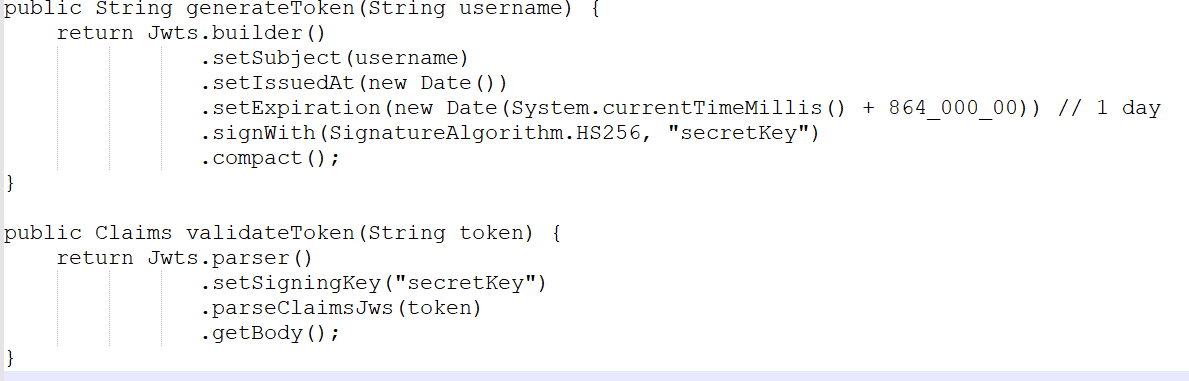 public String generateToken(String username) {
    return Jwts.builder()
               .setSubject(username)
               .setIssuedAt(new Date())
               .setExpiration(new Date(System.currentTimeMillis() + 864_000_00)) // 1 day
               .signWith(SignatureAlgorithm.HS256, "secretKey")
               .compact();
}

public Claims validateToken(String token) {
    return Jwts.parser()
               .setSigningKey("secretKey")
               .parseClaimsJws(token)
               .getBody();
}